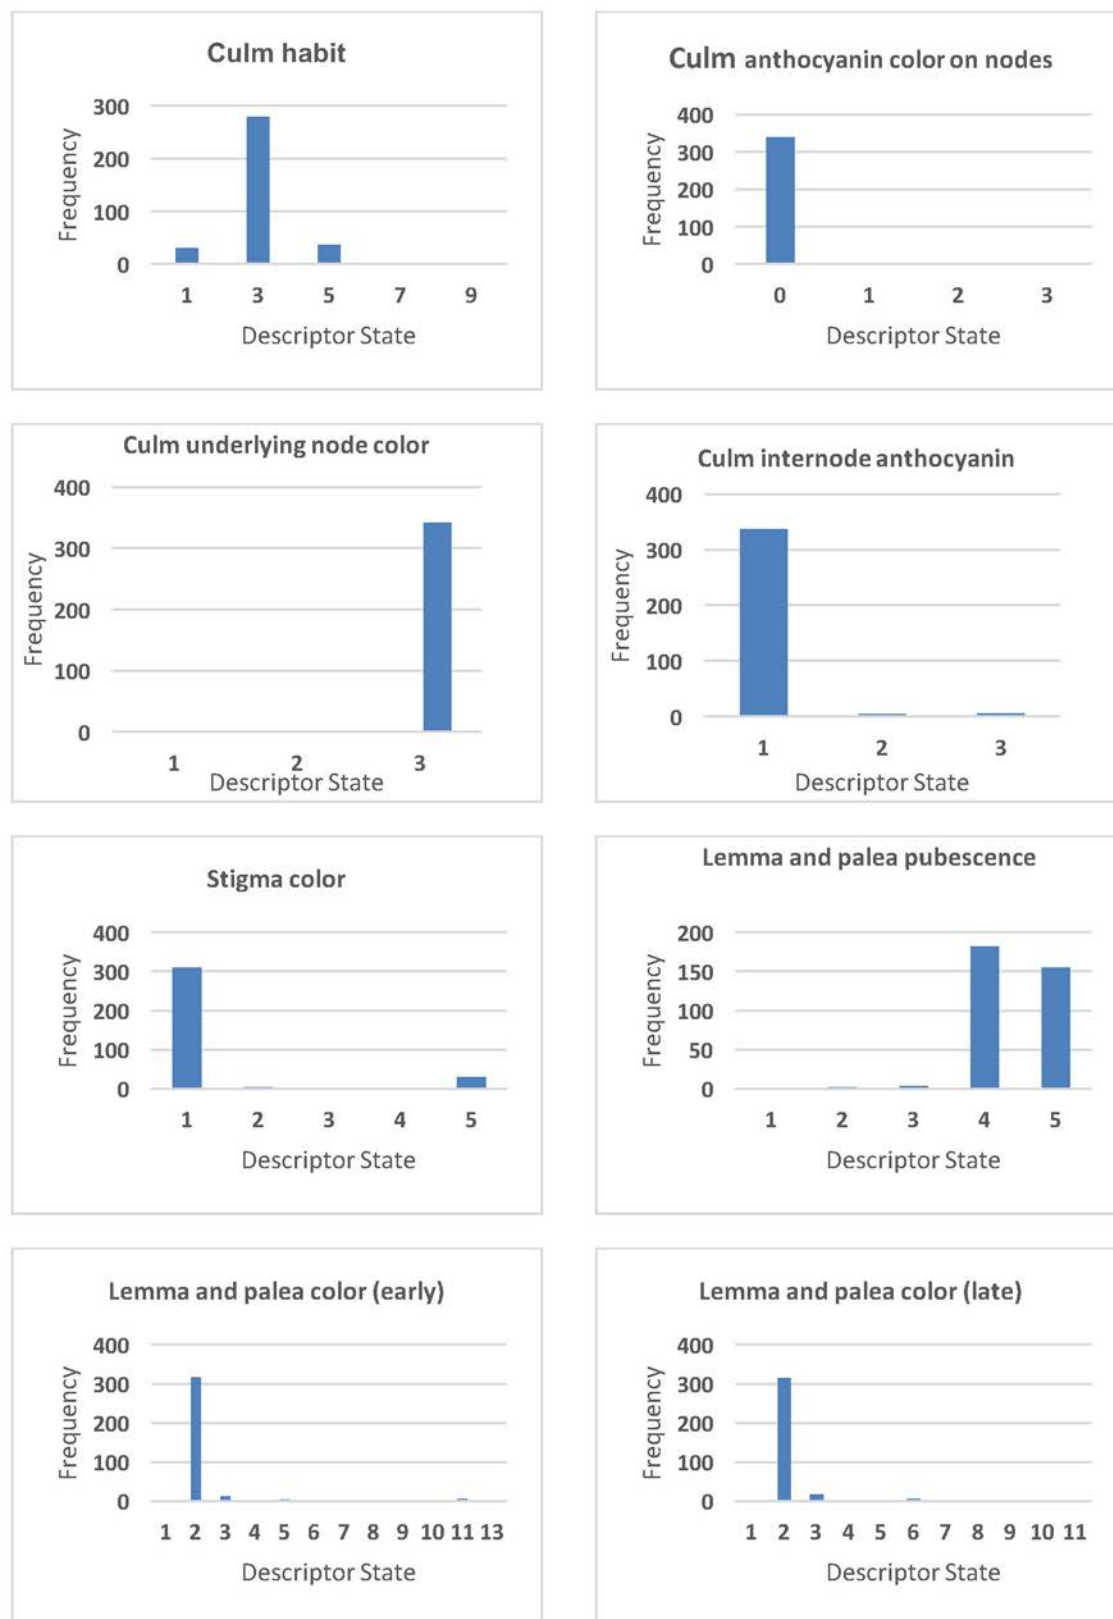 Culm habit
Frequency
300
200
100
0
1 3 5 7 9
Descriptor State
Culm anthocyanin color on nodes
Frequency
400
300
200
100
0
0 1 2 3
Descriptor State
Culm underlying node color
Frequency
400
300
200
100
0
1 2 3
Descriptor State
Culm internode anthocyanin
Frequency
400
300
200
100
0
1 2 3
Descriptor State
Stigma color
Frequency
400
300
200
100
0
1 2 3 4 5
Descriptor State
Lemma and palea pubescence
Frequency
200
150
100
50
0
1 2 3 4 5
Descriptor State
Lemma and palea color (early)
Frequency
400
300
200
100
0
1 2 3 4 5 6 7 8 9 10 11 13
Descriptor State
Lemma and palea color (late)
Frequency
400
300
200
100
0
1 2 3 4 5 6 7 8 9 10 11
Descriptor State